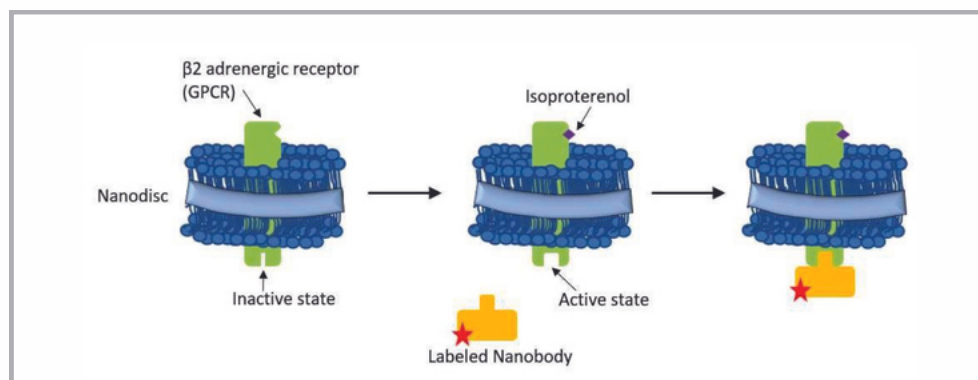 β2 adrenergic receptor
(GPCR)
Isoproterenol
Nanodisc
Inactive state
Active state
Labeled Nanobody